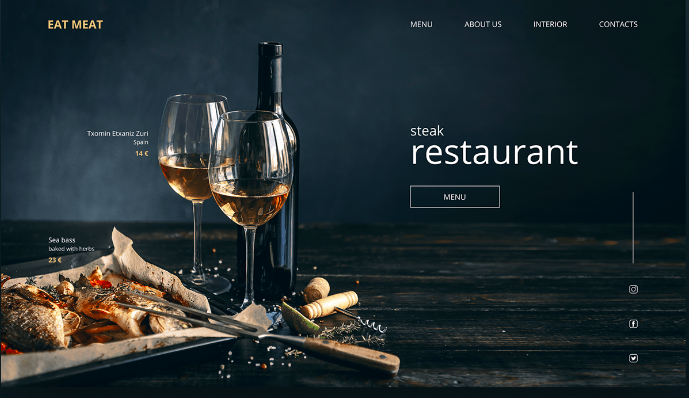 EAT MEAT
MENU
ABOUT US
INTERIOR
CONTACTS
Txomin Etxaniz Zuri
Spain
14 €
steak
restaurant
MENU
Sea bass
baked with herbs
23 €